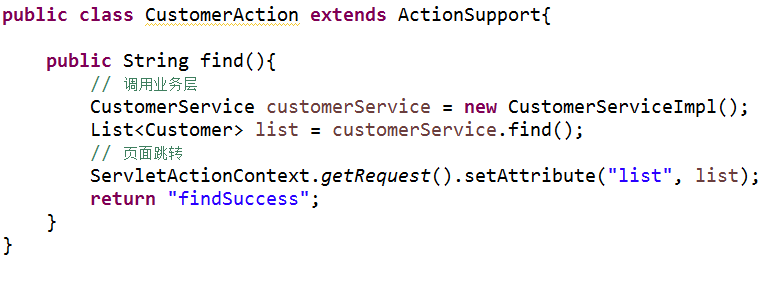 public class CustomerAction extends ActionSupport{
public String find(){
// 调用业务层
CustomerService customerService = new CustomerServiceImpl();
List<Customer> list = customerService.find();
// 页面跳转
ServletActionContext.getRequest().setAttribute("list", list);
return "findSuccess";
}
}